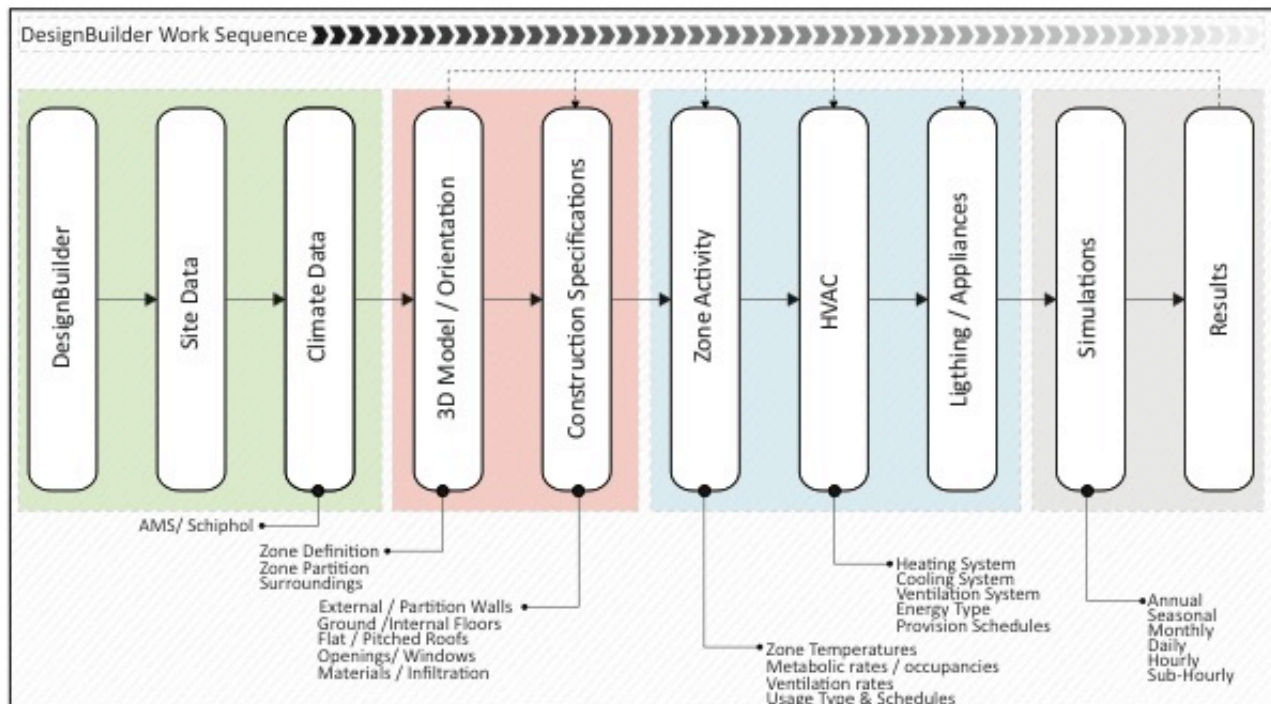 DesignBuilder Work Sequence
DesignBuilder
Site Data
Climate Data
3D Model / Orientation
Construction Specifications
Zone Activity
HVAC
Ligthing / Appliances
Simulations
Results
AMS/ Schiphol
Zone Definition
Zone Partition
Surroundings
External / Partition Walls
Ground /Internal Floors
Flat / Pitched Roofs
Openings/ Windows
Materials / Infiltration
Zone Temperatures
Metabolic rates / occupancies
Ventilation rates
Usage Type & Schedules
Heating System
Cooling System
Ventilation System
Energy Type
Provision Schedules
Annual
Seasonal
Monthly
Daily
Hourly
Sub-Hourly